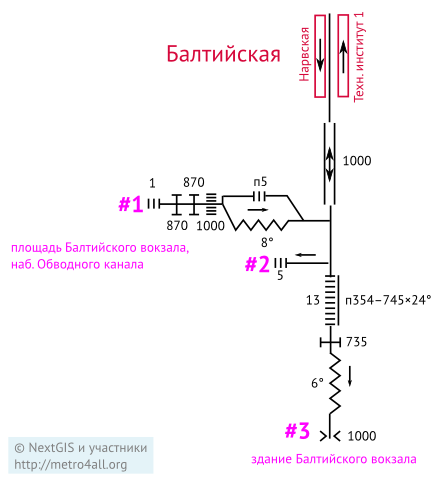 Балтийская
Нарвская
Техн. институт 1
1000
1
870
п5
#1
870
1000
8°
площадь Балтийского вокзала,
наб. Обводного канала
#2
5
13
п354–745×24°
735
6°
#3
1000
здание Балтийского вокзала
© NextGIS и участники
http://metro4all.org